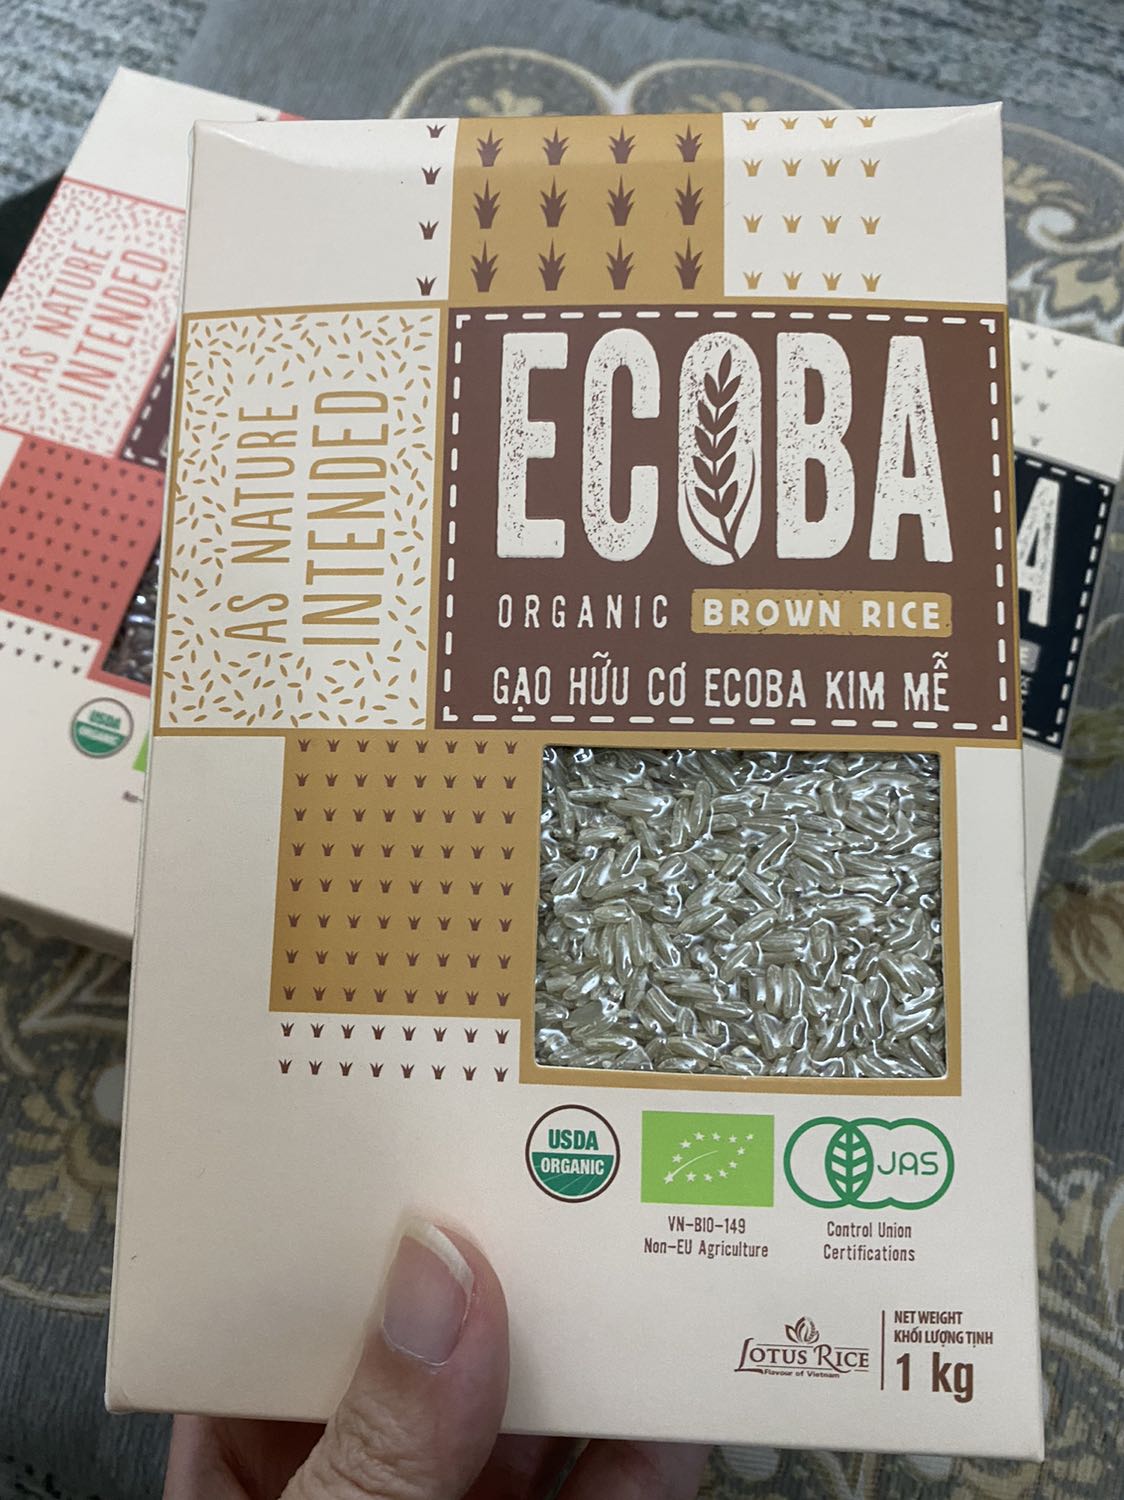 AS NATURE
INTENDED
ECOBA
ORGANIC BROWN RICE
GẠO HỮU CƠ ECOBA KIM MỄ
USDA
ORGANIC
VN-BIO-149
Non-EU Agriculture
JAS
Control Union
Certifications
LOTUS RICE
Flavour of Vietnam
NET WEIGHT
KHỐI LƯỢNG TỊNH
1 kg
AS NATURE
INTENDED
USDA
ORGANIC
A